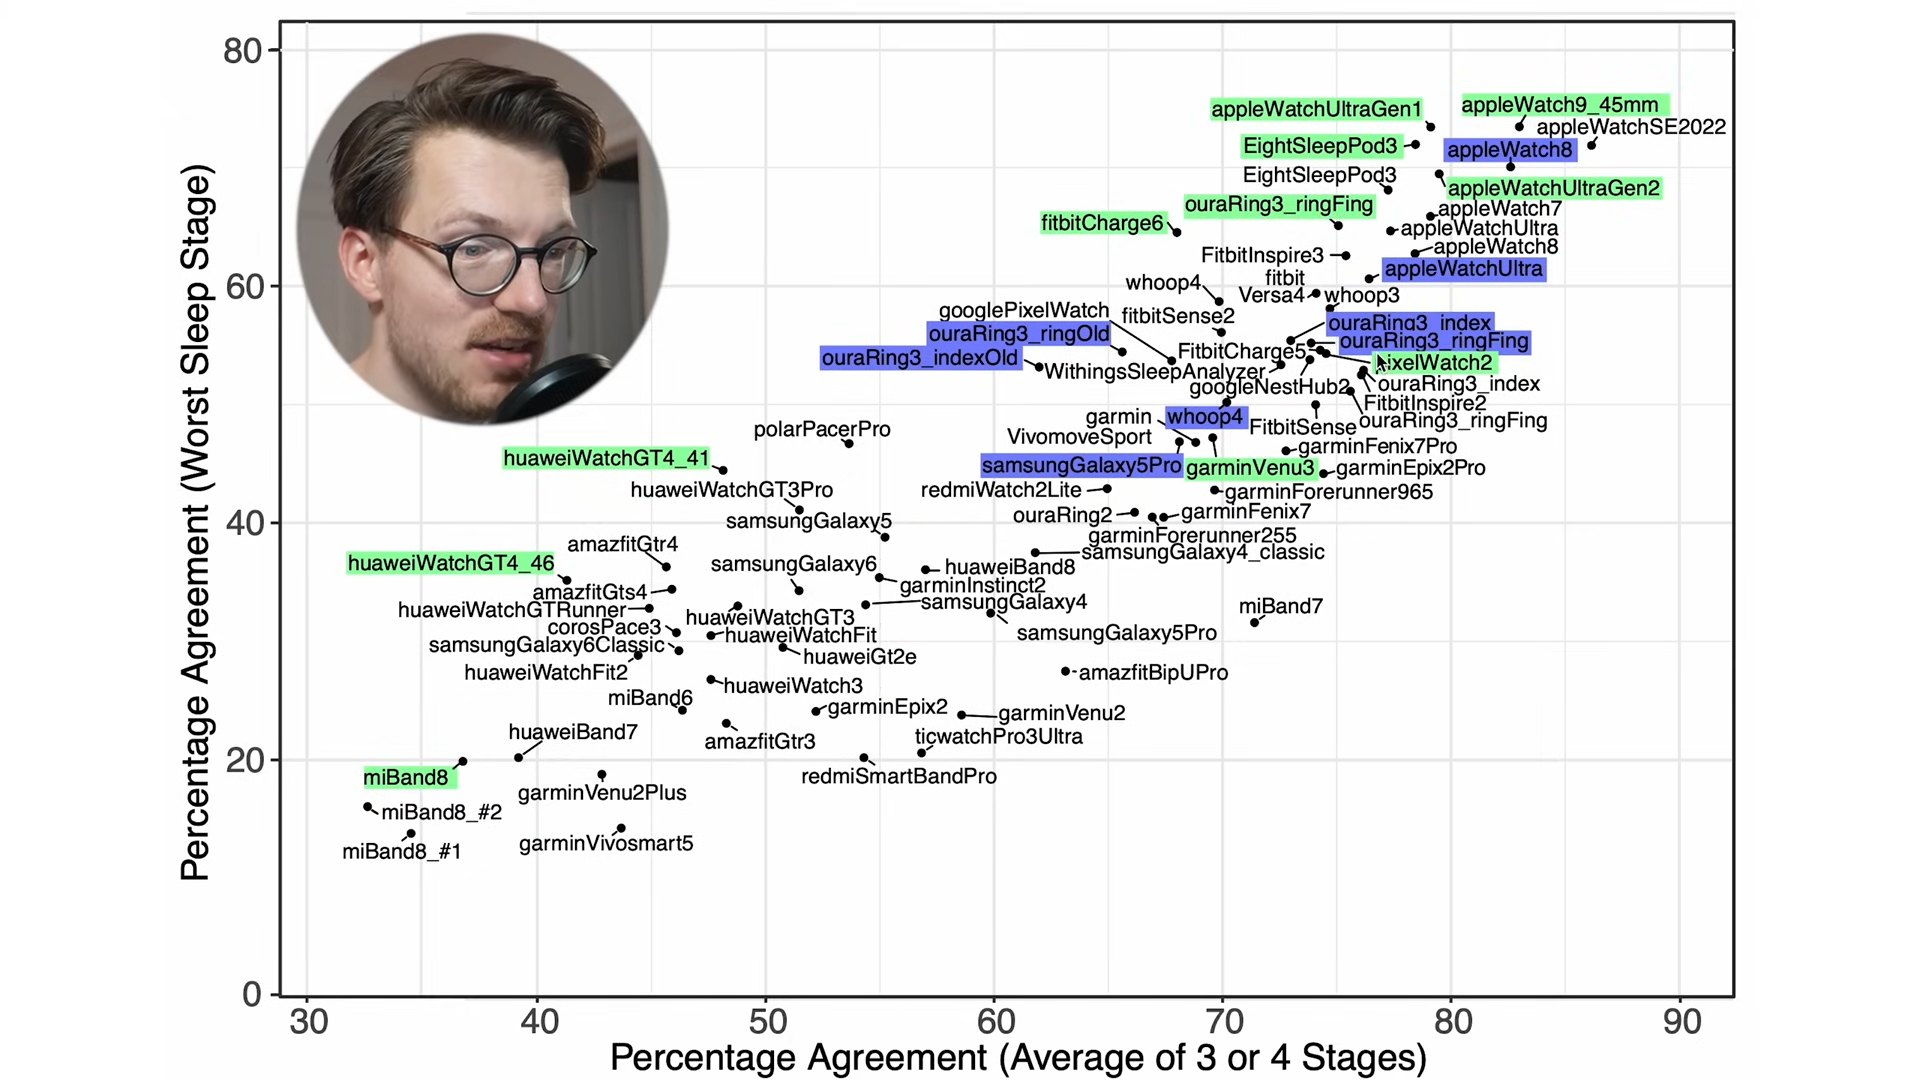 Percentage Agreement (Worst Sleep Stage)
80
60
40
20
0
appleWatchUltraGen1
appleWatch9_45mm
appleWatchSE2022
EightSleepPod3
appleWatch8
EightSleepPod3
appleWatchUltraGen2
ouraRing3_ringFing
appleWatch7
fitbitCharge6
appleWatchUltra
appleWatch8
FitbitInspire3
appleWatchUltra
fitbit
Versa4
whoop4
whoop3
googlePixelWatch
fitbitSense2
ouraRing3_index
ouraRing3_ringOld
ouraRing3_ringFing
FitbitCharge5
ouraRing3_indexOld
pixelWatch2
WithingsSleepAnalyzer
ouraRing3_index
googleNestHub2
FitbitInspire2
garmin
VivomoveSport
whoop4
FitbitSense
ouraRing3_ringFing
polarPacerPro
garminFenix7Pro
huaweiWatchGT4_41
samsungGalaxy5Pro
garminVenu3
garminEpix2Pro
huaweiWatchGT3Pro
redmiWatch2Lite
garminForerunner965
samsungGalaxy5
ouraRing2
garminFenix7
garminForerunner255
amazfitGtr4
samsungGalaxy4_classic
huaweiWatchGT4_46
samsungGalaxy6
huaweiBand8
amazfitGts4
garminInstinct2
huaweiWatchGTRunner
samsungGalaxy4
miBand7
huaweiWatchGT3
corosPace3
huaweiWatchFit
samsungGalaxy5Pro
samsungGalaxy6Classic
huaweiGt2e
huaweiWatchFit2
amazfitBipUPro
huaweiWatch3
miBand6
garminEpix2
garminVenu2
huaweiBand7
amazfitGtr3
ticwatchPro3Ultra
miBand8
redmiSmartBandPro
garminVenu2Plus
miBand8_#2
miBand8_#1
garminVivosmart5
30 40 50 60 70 80 90
Percentage Agreement (Average of 3 or 4 Stages)